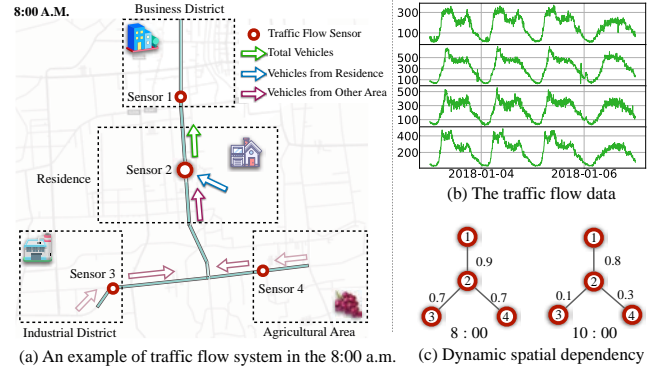 8:00 A.M.
Business District
Traffic Flow Sensor
Total Vehicles
Vehicles from Residence
Vehicles from Other Area
Sensor 1
Residence
Sensor 2
Sensor 3
Sensor 4
Industrial District
Agricultural Area
(a) An example of traffic flow system in the 8:00 a.m.
300
100
500
300
100
500
300
100
400
200
2018-01-04 2018-01-06
(b) The traffic flow data
1 1
0.9 0.8
2 2
0.7 0.7 0.1 0.3
3 4 3 4
8 : 00 10 : 00
(c) Dynamic spatial dependency